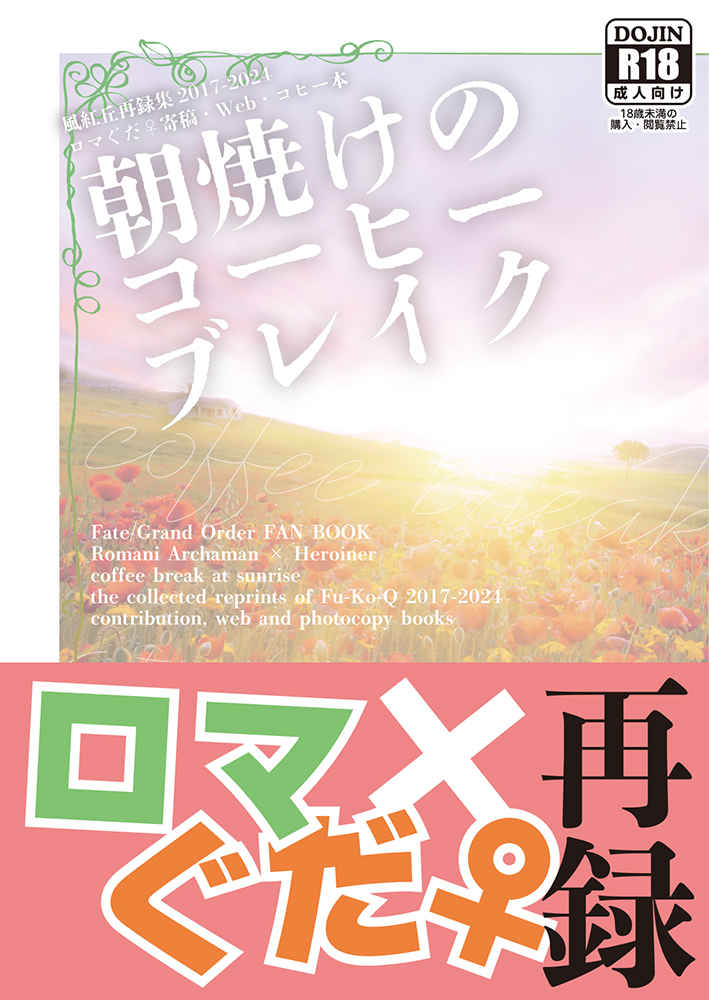 DOJIN
R18
成人向け
18歳未満の
購入・閲覧禁止
風紅丘再録集 2017-2024
ロマぐだ♀寄稿・Web・コピー本
朝焼けの
コーヒー
ブレイク
coffee break
Fate/Grand Order FAN BOOK
Romani Archaman × Heroiner
coffee break at sunrise
the collected reprints of Fu-Ko-Q 2017-2024
contribution, web and photocopy books
ロマ×
ぐだ♀
再録